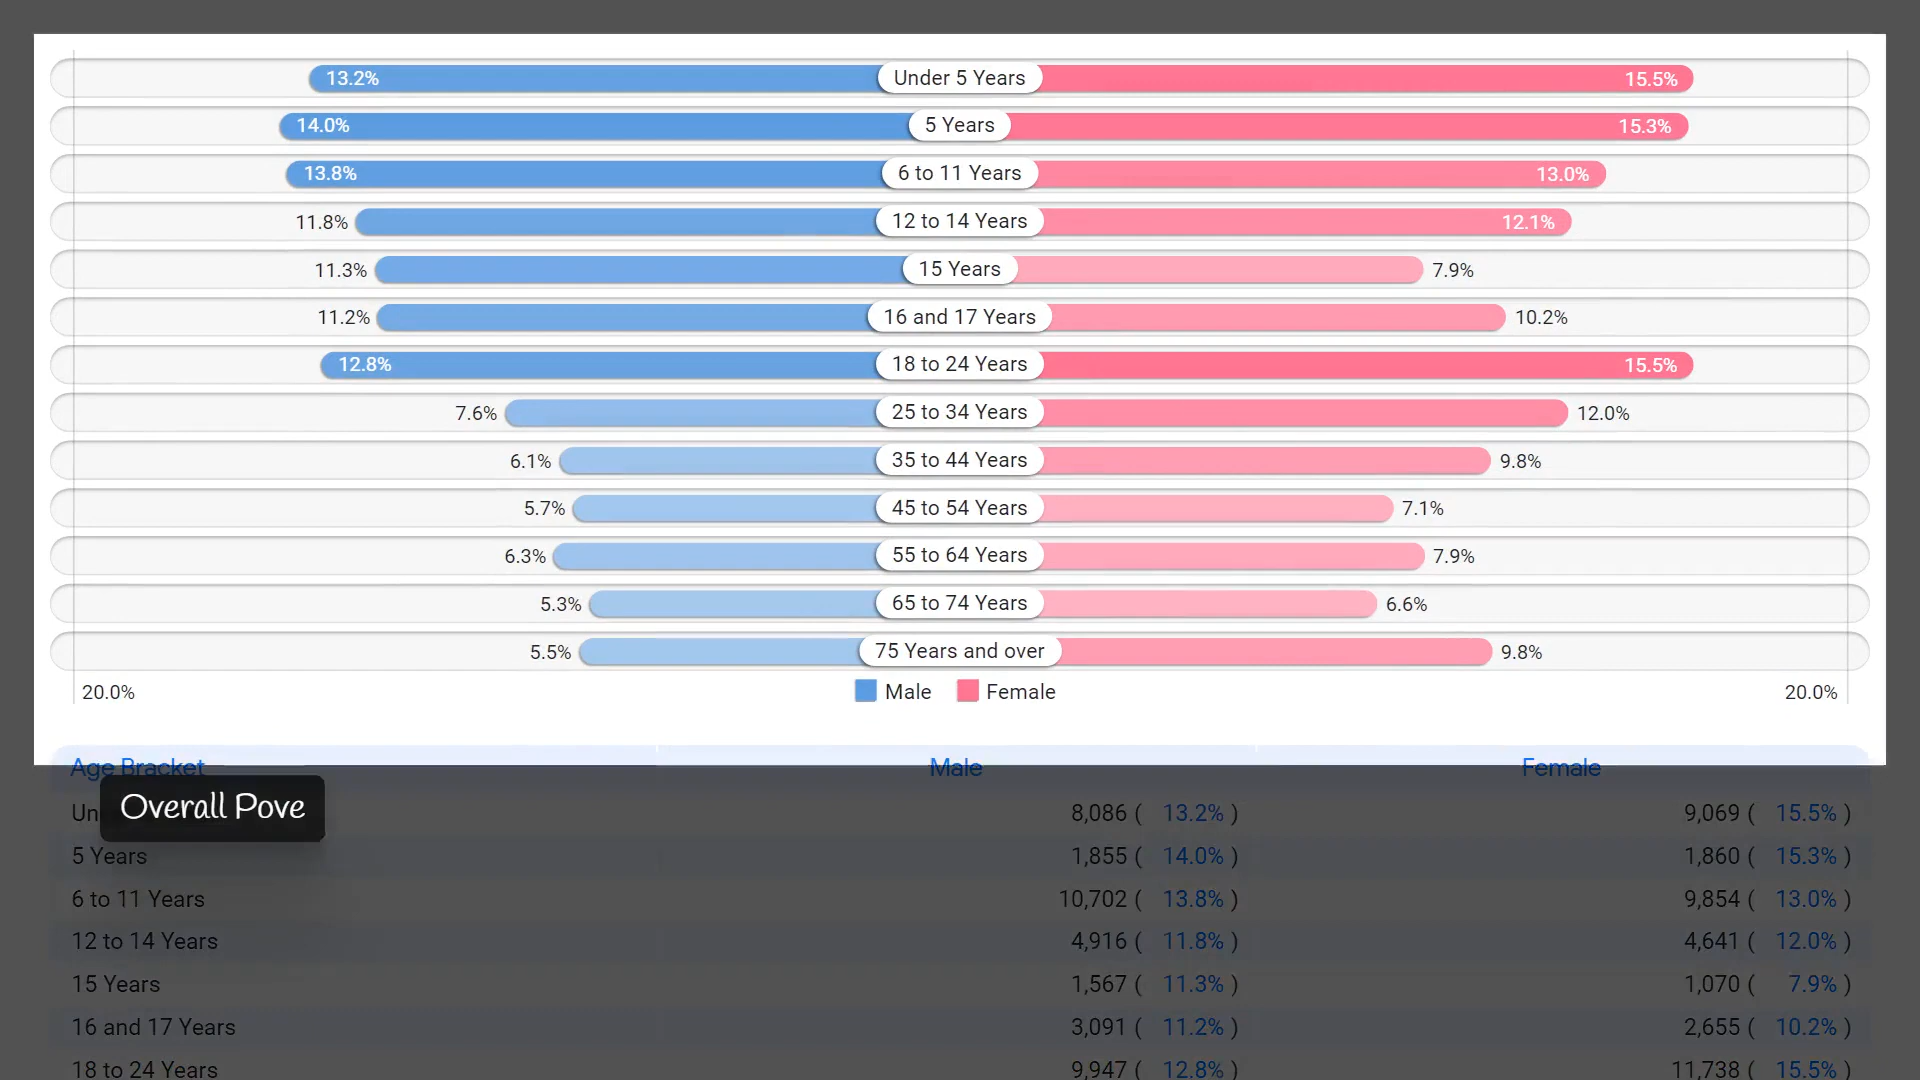 13.2% Under 5 Years 15.5%
14.0% 5 Years 15.3%
13.8% 6 to 11 Years 13.0%
11.8% 12 to 14 Years 12.1%
11.3% 15 Years 7.9%
11.2% 16 and 17 Years 10.2%
12.8% 18 to 24 Years 15.5%
7.6% 25 to 34 Years 12.0%
6.1% 35 to 44 Years 9.8%
5.7% 45 to 54 Years 7.1%
6.3% 55 to 64 Years 7.9%
5.3% 65 to 74 Years 6.6%
5.5% 75 Years and over 9.8%
20.0% Male Female 20.0%
Age Bracket Male Female
Overall Pove
8,086 ( 13.2% ) 9,069 ( 15.5% )
5 Years 1,855 ( 14.0% ) 1,860 ( 15.3% )
6 to 11 Years 10,702 ( 13.8% ) 9,854 ( 13.0% )
12 to 14 Years 4,916 ( 11.8% ) 4,641 ( 12.0% )
15 Years 1,567 ( 11.3% ) 1,070 ( 7.9% )
16 and 17 Years 3,091 ( 11.2% ) 2,655 ( 10.2% )
18 to 24 Years 9,947 ( 12.8% ) 11,738 ( 15.5% )